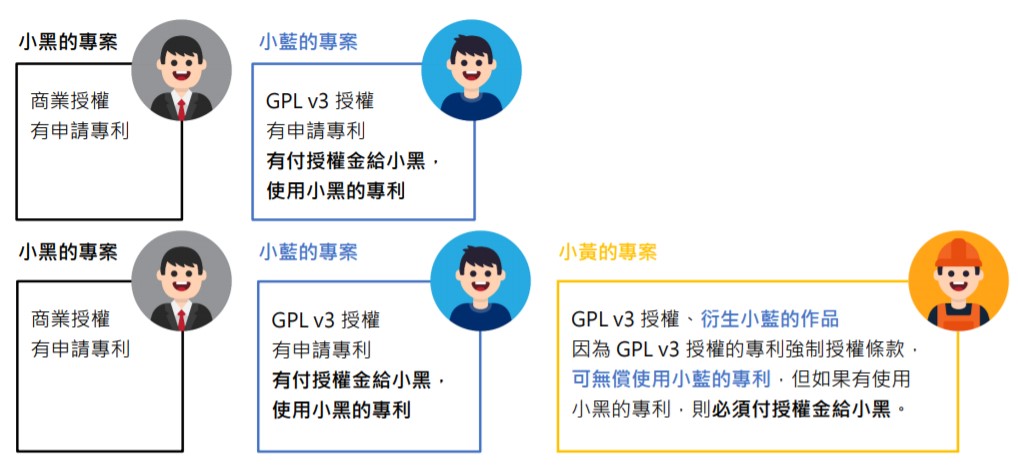 小黑的專案
小藍的專案
商業授權
有申請專利
GPL v3 授權
有申請專利
有付授權金給小黑，
使用小黑的專利
小黑的專案
小藍的專案
小黃的專案
商業授權
有申請專利
GPL v3 授權
有申請專利
有付授權金給小黑，
使用小黑的專利
GPL v3 授權、衍生小藍的作品
因為 GPL v3 授權的專利強制授權條款，
可無償使用小藍的專利，但如果有使用
小黑的專利，則必須付授權金給小黑。